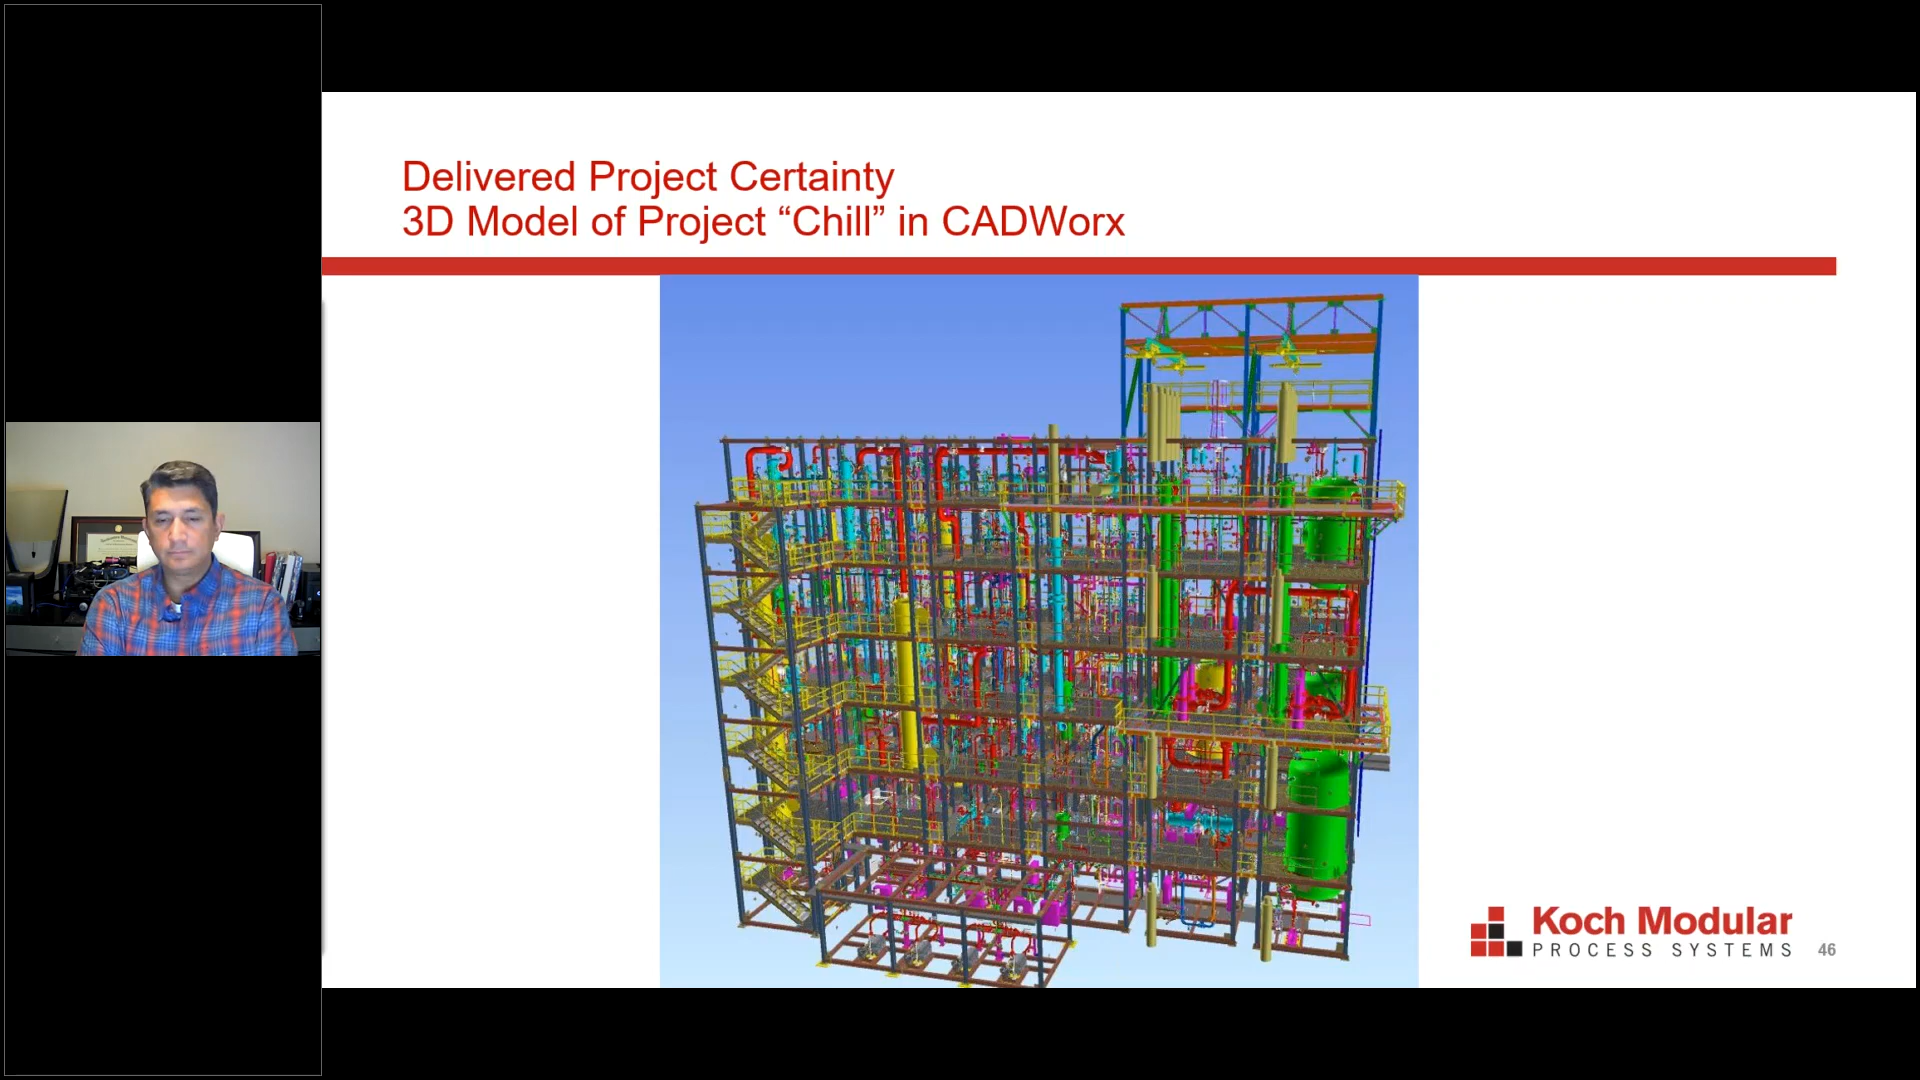 Delivered Project Certainty
3D Model of Project “Chill” in CADWorx
Koch Modular
PROCESS SYSTEMS
46